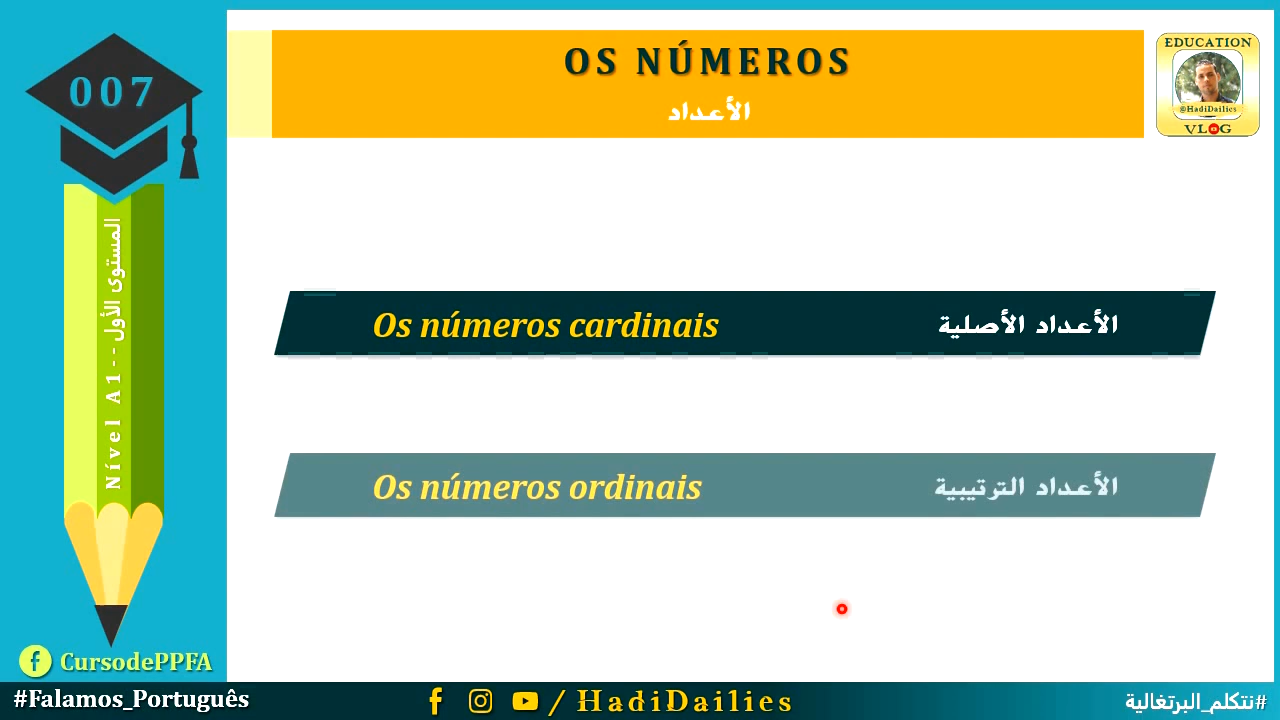 007
OS NÚMEROS
الأعداد
EDUCATION
@HadiDailies
VLOG
Nível A1 -- المستوى الأول
Os números cardinais
الأعداد الأصلية
Os números ordinais
الأعداد الترتيبية
CursodePPFA
#Falamos_Português
/ HadiDailies
#نتكلم_البرتغالية